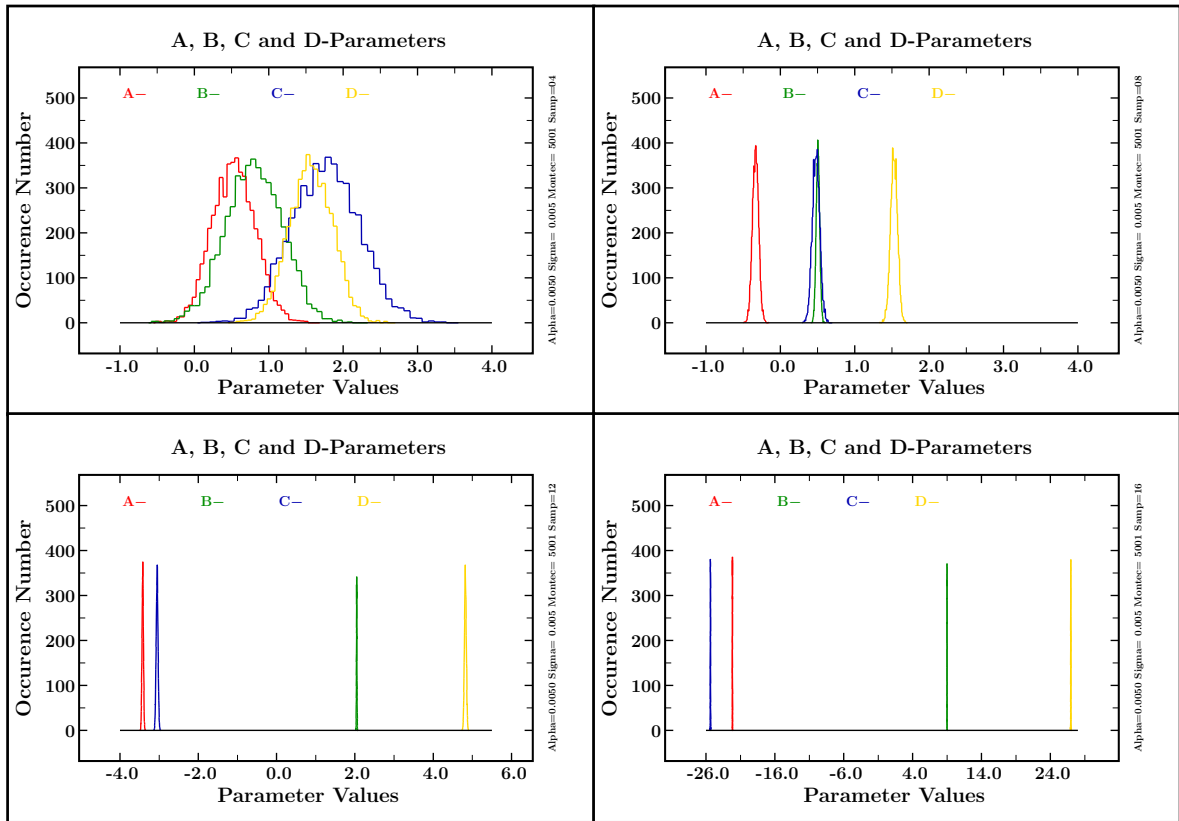 A, B, C and D-Parameters
500
400
300
200
100
0
Occurence Number
A− B− C− D−
-1.0 0.0 1.0 2.0 3.0 4.0
Parameter Values
Alpha=0.0050 Sigma= 0.005 Montec= 5001 Samp=04
A, B, C and D-Parameters
500
400
300
200
100
0
Occurence Number
A− B− C− D−
-1.0 0.0 1.0 2.0 3.0 4.0
Parameter Values
Alpha=0.0050 Sigma= 0.005 Montec= 5001 Samp=08
A, B, C and D-Parameters
500
400
300
200
100
0
Occurence Number
A− B− C− D−
-4.0 -2.0 0.0 2.0 4.0 6.0
Parameter Values
Alpha=0.0050 Sigma= 0.005 Montec= 5001 Samp=12
A, B, C and D-Parameters
500
400
300
200
100
0
Occurence Number
A− B− C− D−
-26.0 -16.0 -6.0 4.0 14.0 24.0
Parameter Values
Alpha=0.0050 Sigma= 0.005 Montec= 5001 Samp=16